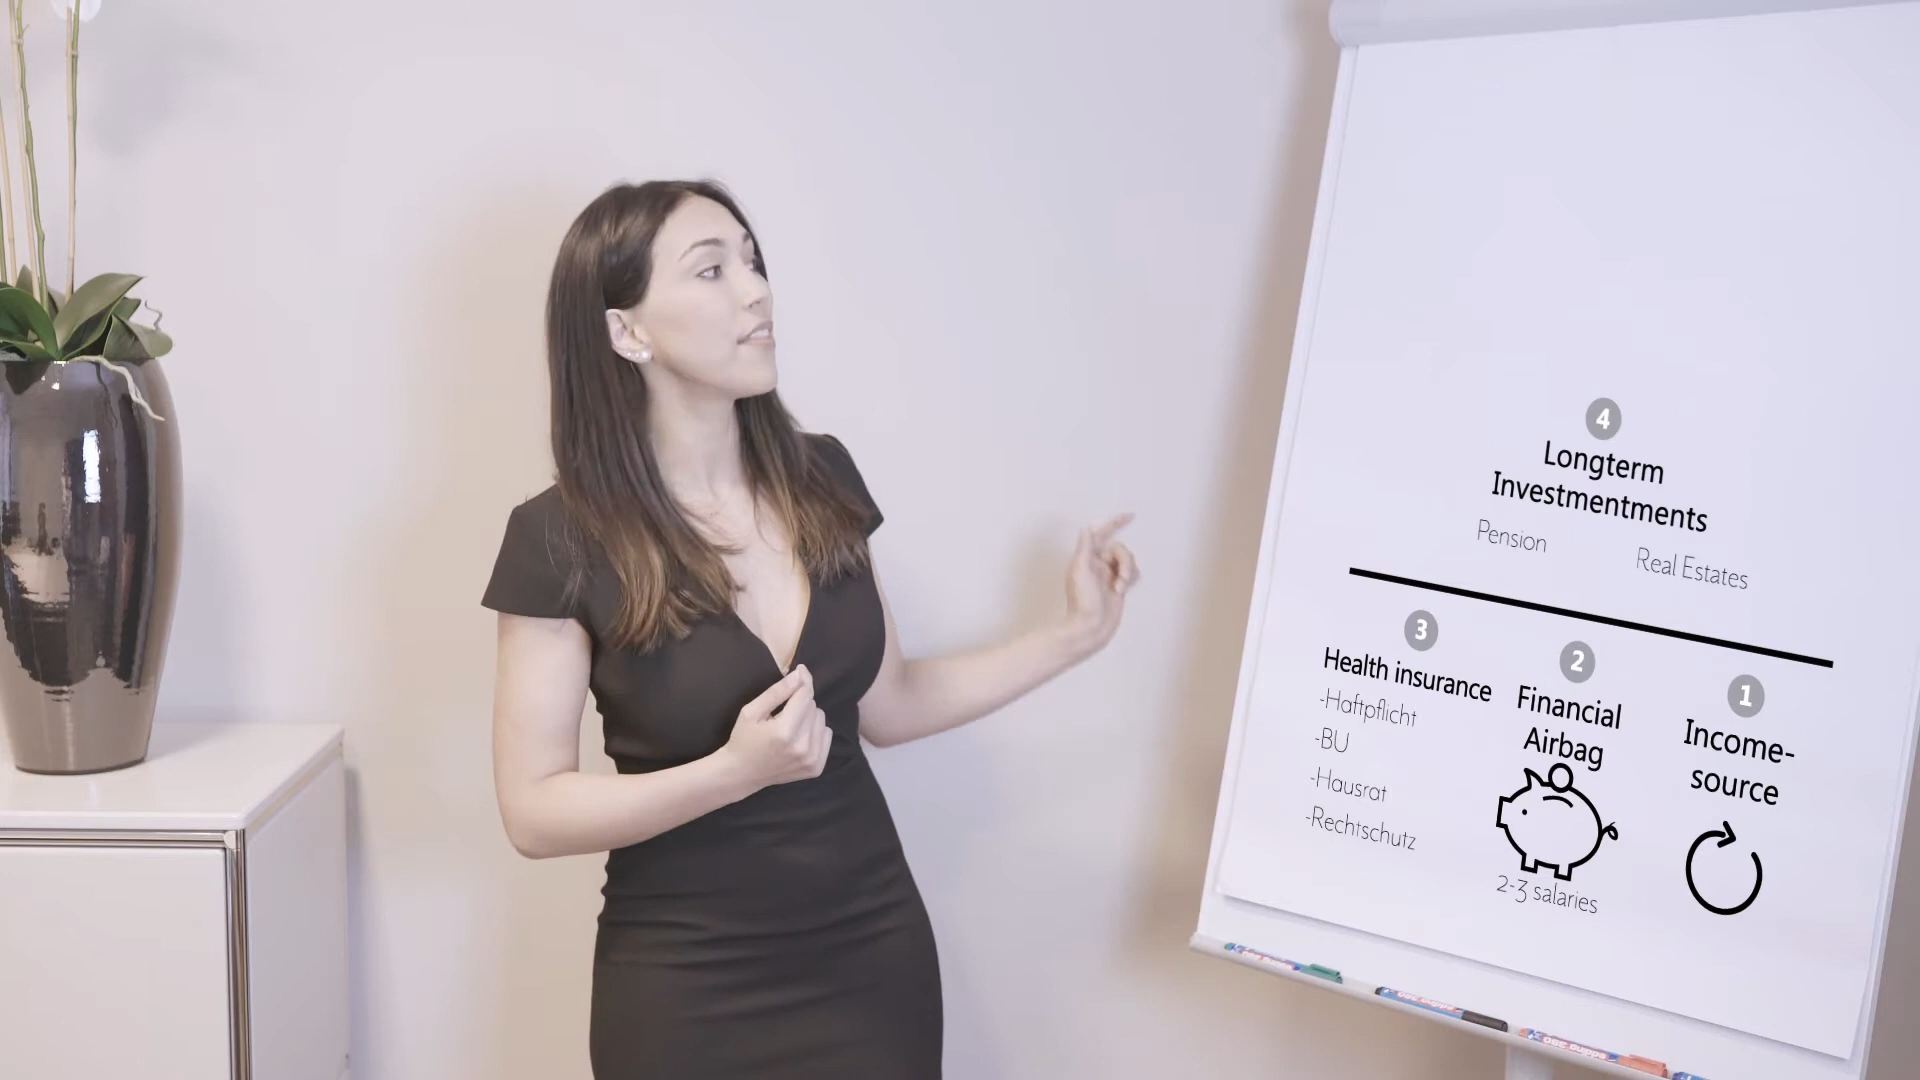 4
Longterm
Investmentments
Pension
Real Estates
3
Health insurance
-Haftpflicht
-BU
-Hausrat
-Rechtschutz
2
Financial
Airbag
2-3 salaries
1
Income-
source